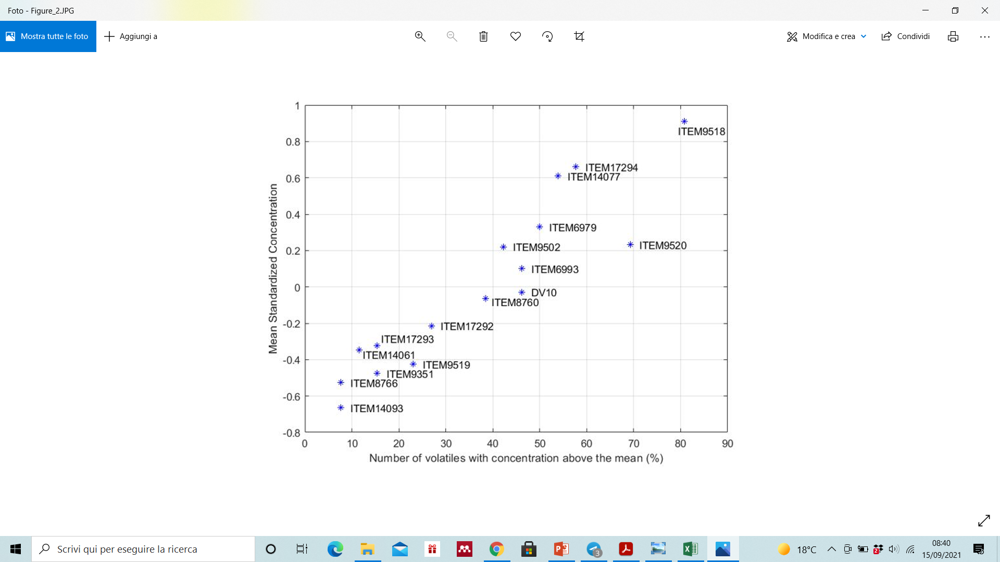 Foto - Figure_2.JPG
Mostra tutte le foto
Aggiungi a
Modifica e crea
Condividi
1
ITEM9518
0.8
ITEM17294
ITEM14077
0.6
0.4
ITEM6979
ITEM9502
ITEM9520
0.2
ITEM6993
0
DV10
ITEM8760
-0.2
ITEM17292
ITEM17293
ITEM14061
-0.4
ITEM9519
ITEM9351
ITEM8766
-0.6
ITEM14093
-0.8
Mean Standardized Concentration
0 10 20 30 40 50 60 70 80 90
Number of volatiles with concentration above the mean (%)
Scrivi qui per eseguire la ricerca
3
18°C
2
08:40
15/09/2021